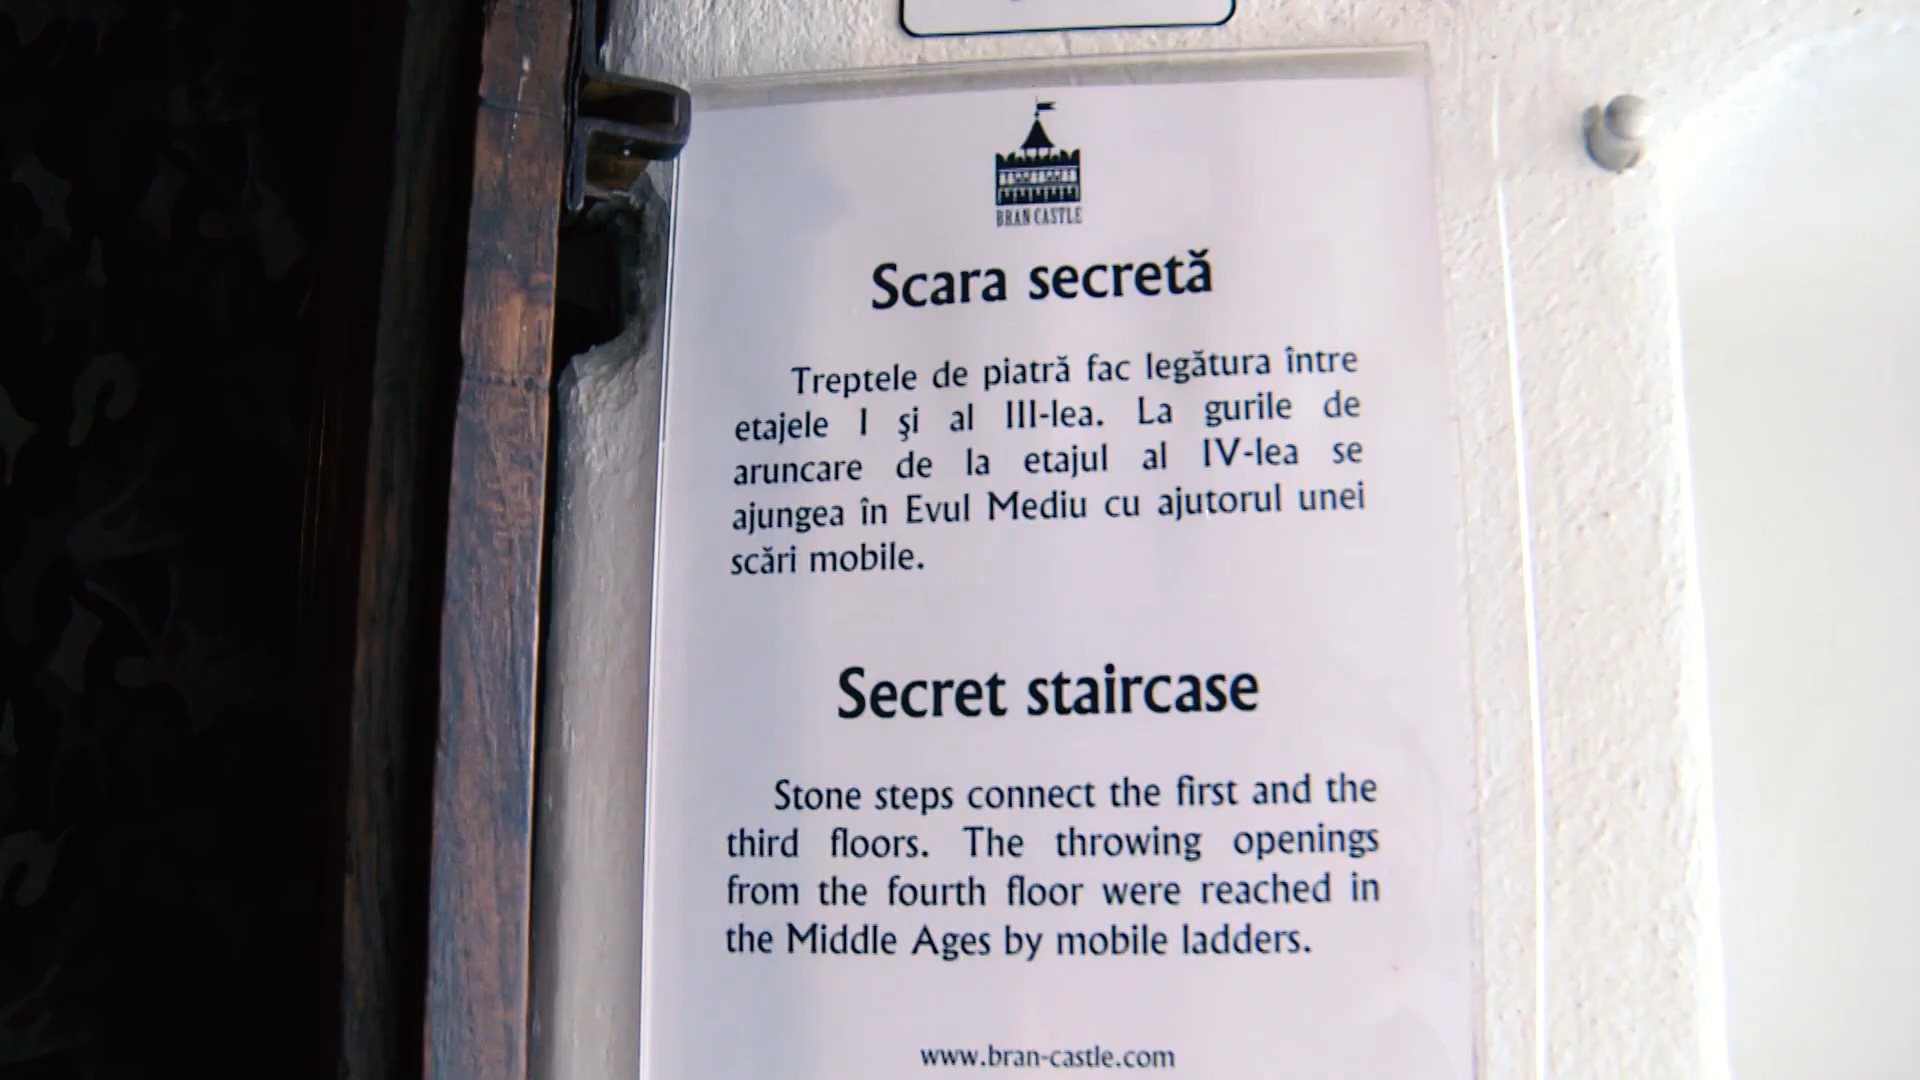 BRAN CASTLE
Scara secretă
Treptele de piatră fac legătura între
etajele I şi al III-lea. La gurile de
aruncare de la etajul al IV-lea se
ajungea în Evul Mediu cu ajutorul unei
scări mobile.
Secret staircase
Stone steps connect the first and the
third floors. The throwing openings
from the fourth floor were reached in
the Middle Ages by mobile ladders.
www.bran-castle.com